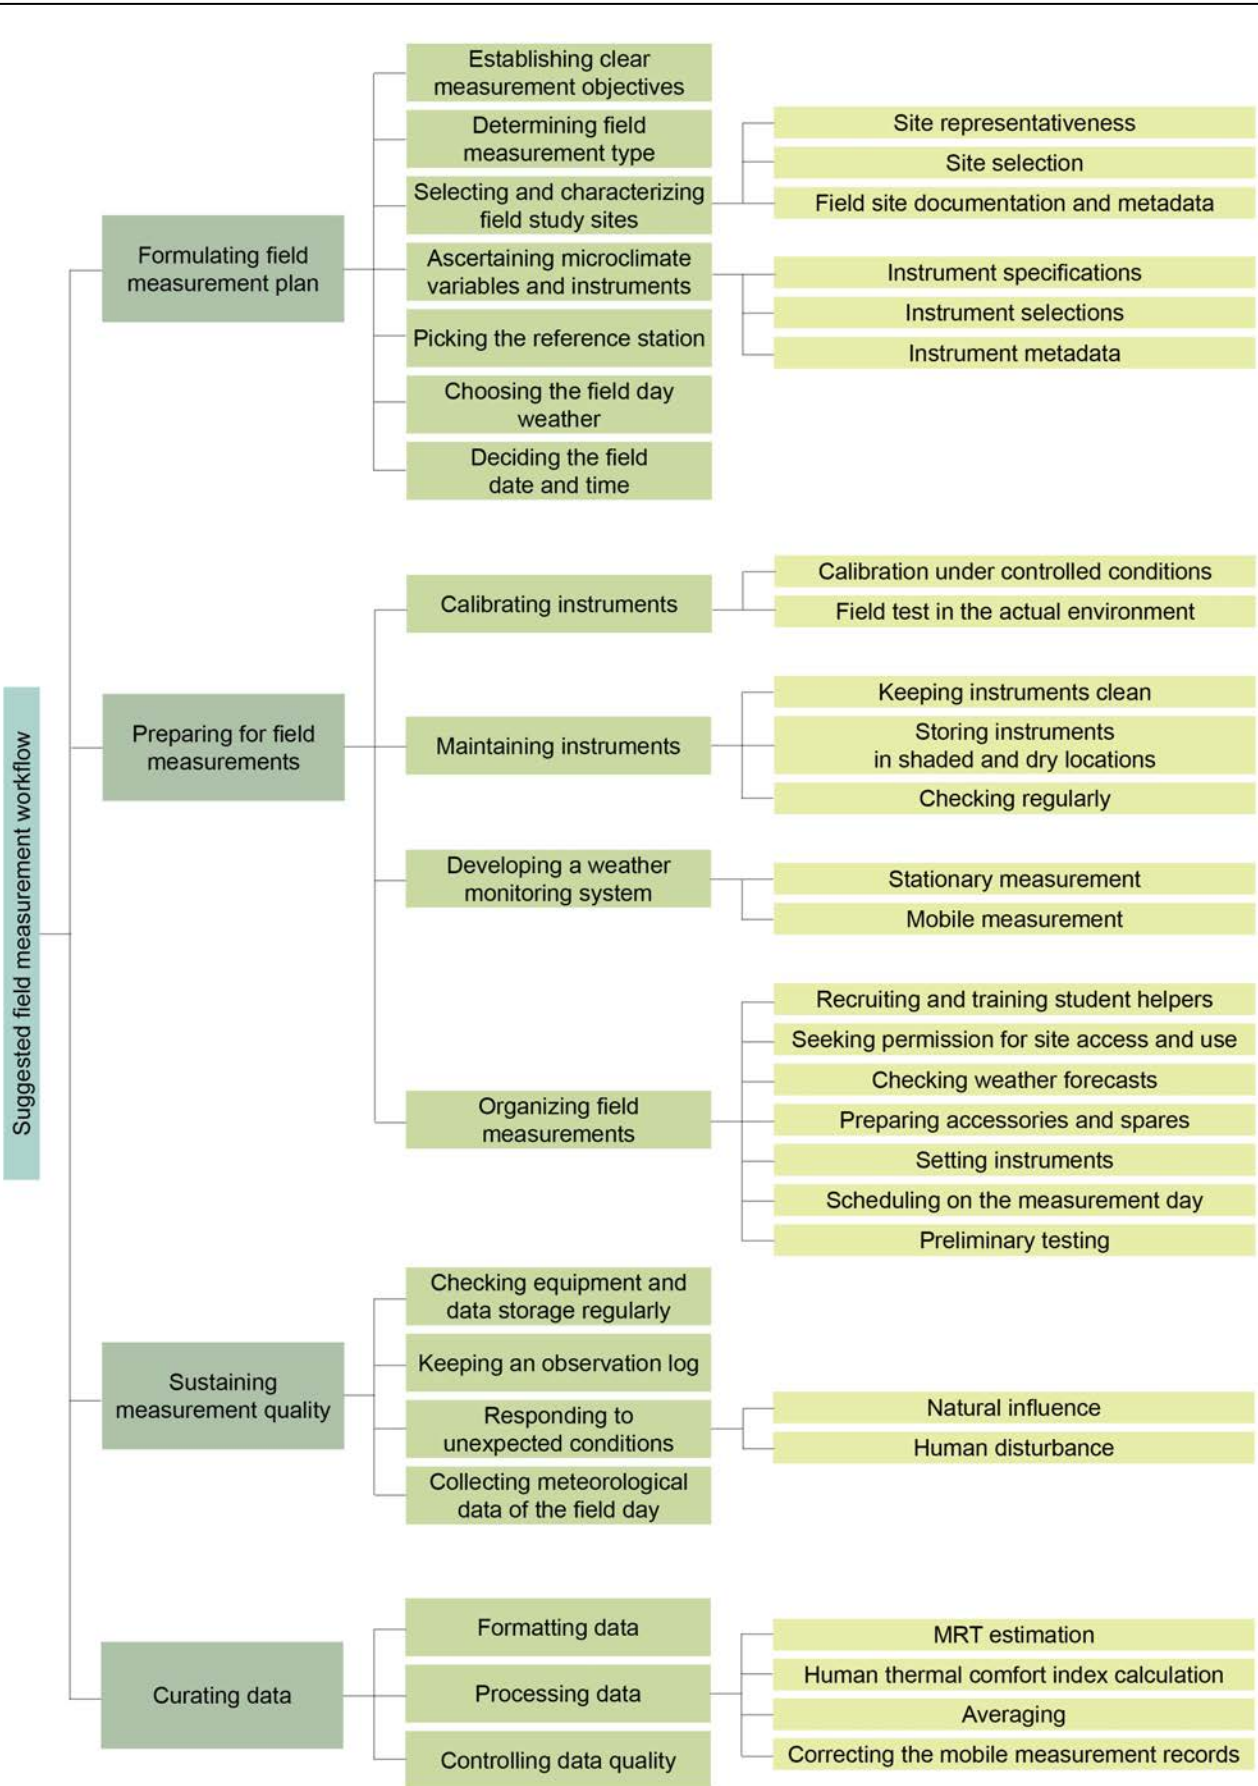 Suggested field measurement workflow
Formulating field
measurement plan
Establishing clear
measurement objectives
Determining field
measurement type
Selecting and characterizing
field study sites
Site representativeness
Site selection
Field site documentation and metadata
Ascertaining microclimate
variables and instruments
Instrument specifications
Instrument selections
Instrument metadata
Picking the reference station
Choosing the field day
weather
Deciding the field
date and time
Preparing for field
measurements
Calibrating instruments
Calibration under controlled conditions
Field test in the actual environment
Maintaining instruments
Keeping instruments clean
Storing instruments
in shaded and dry locations
Checking regularly
Developing a weather
monitoring system
Stationary measurement
Mobile measurement
Organizing field
measurements
Recruiting and training student helpers
Seeking permission for site access and use
Checking weather forecasts
Preparing accessories and spares
Setting instruments
Scheduling on the measurement day
Preliminary testing
Sustaining
measurement quality
Checking equipment and
data storage regularly
Keeping an observation log
Responding to
unexpected conditions
Natural influence
Human disturbance
Collecting meteorological
data of the field day
Curating data
Formatting data
Processing data
MRT estimation
Human thermal comfort index calculation
Averaging
Correcting the mobile measurement records
Controlling data quality